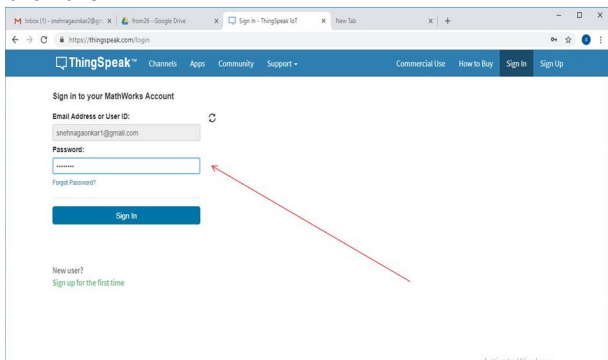 Inbox (1) - snehnagaonkar2@gm
from26 - Google Drive
Sign In - ThingSpeak IoT
New Tab
https://thingspeak.com/login
ThingSpeak™ Channels Apps Community Support Commercial Use How to Buy Sign In Sign Up
Sign in to your MathWorks Account
Email Address or User ID:
snehnagaonkar1@gmail.com
Password:
Forgot Password?
Sign In
New user?
Sign up for the first time